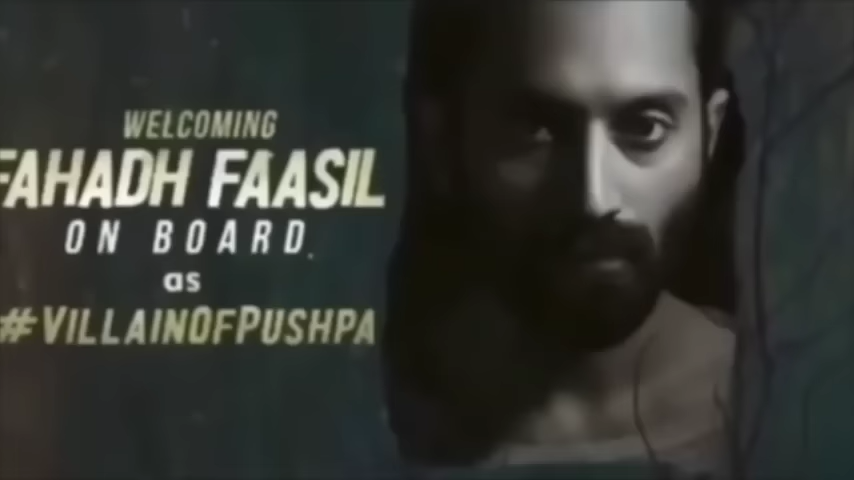 WELCOMING
FAHADH FAASIL
ON BOARD.
as
#VILLAINOFPUSHPA